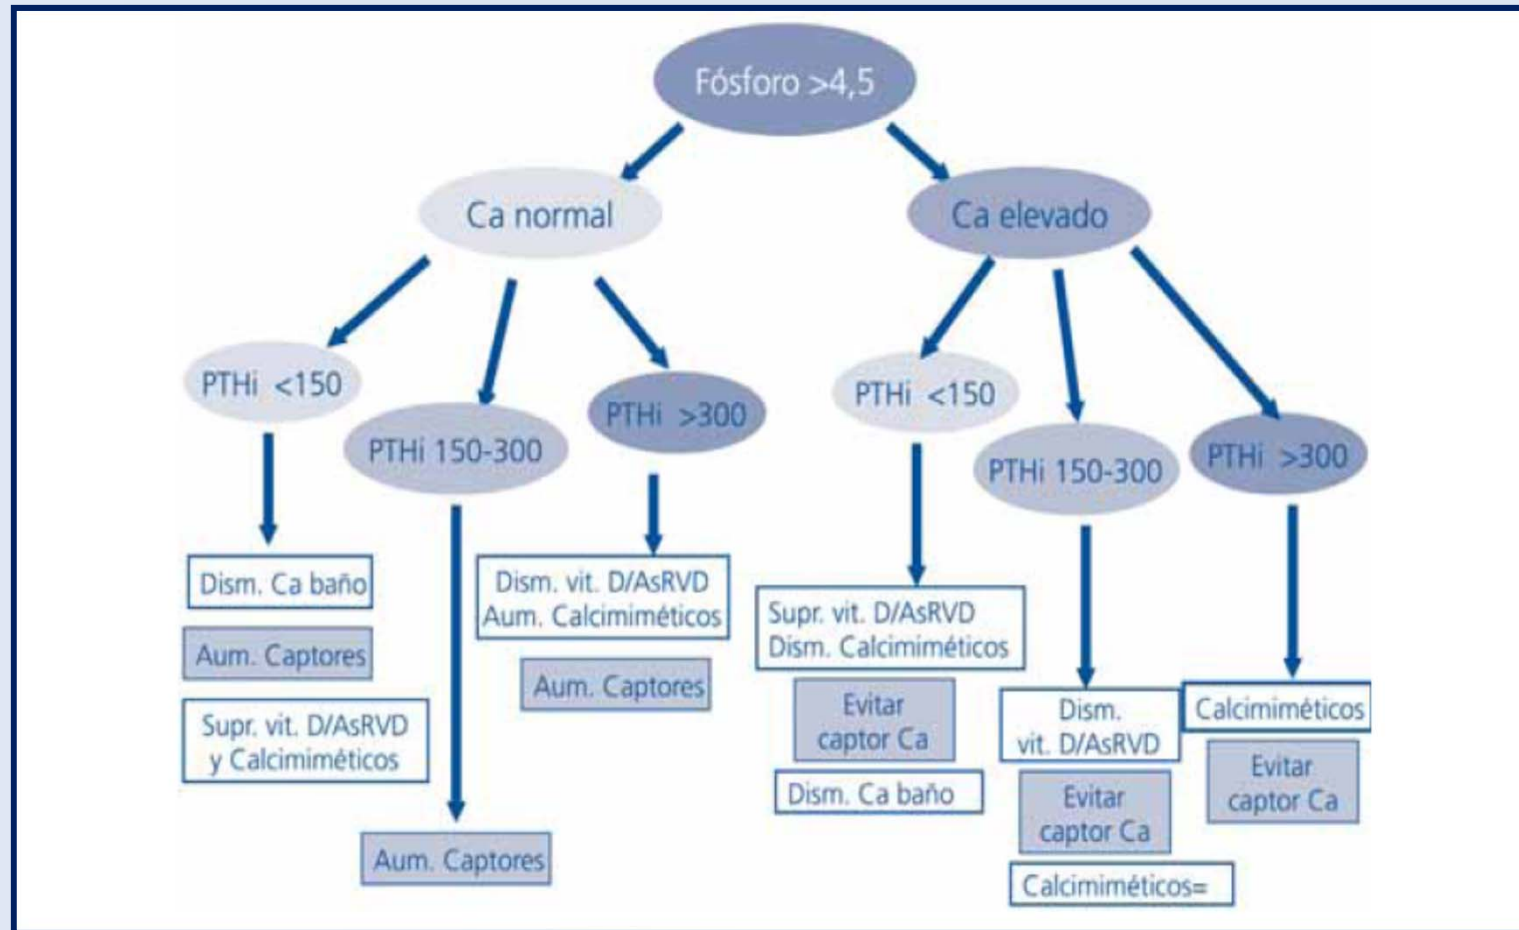 Fósforo >4,5
Ca normal
Ca elevado
PTHi <150
PTHi 150-300
PTHi >300
PTHi <150
PTHi 150-300
PTHi >300
Dism. Ca baño
Aum. Captores
Supr. vit. D/AsRVD
y Calcimiméticos
Aum. Captores
Dism. vit. D/AsRVD
Aum. Calcimiméticos
Aum. Captores
Supr. vit. D/AsRVD
Dism. Calcimiméticos
Evitar
captor Ca
Dism. Ca baño
Dism.
vit. D/AsRVD
Evitar
captor Ca
Calcimiméticos=
Calcimiméticos
Evitar
captor Ca